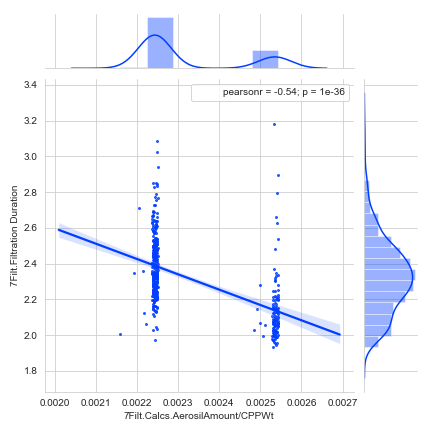 pearsonr = -0.54; p = 1e-36
3.4
3.2
3.0
2.8
2.6
2.4
2.2
2.0
1.8
7Filt.Filtration Duration
0.0020 0.0021 0.0022 0.0023 0.0024 0.0025 0.0026 0.0027
7Filt.Calcs.AerosilAmount/CPPWt